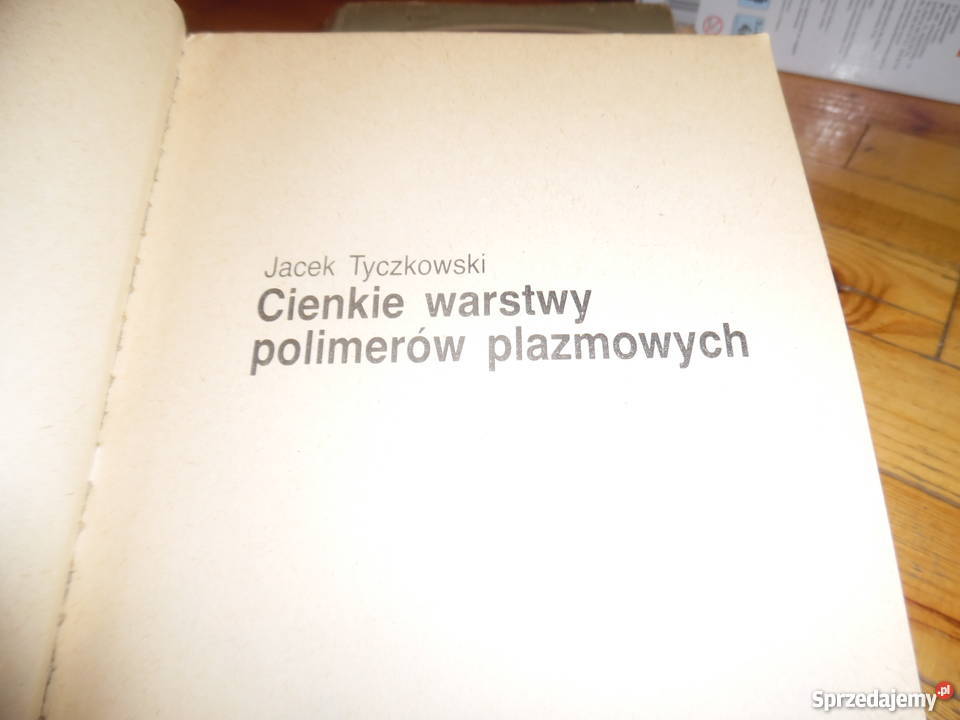 Jacek Tyczkowski
Cienkie warstwy
polimerów plazmowych
Sprzedajemy.pl